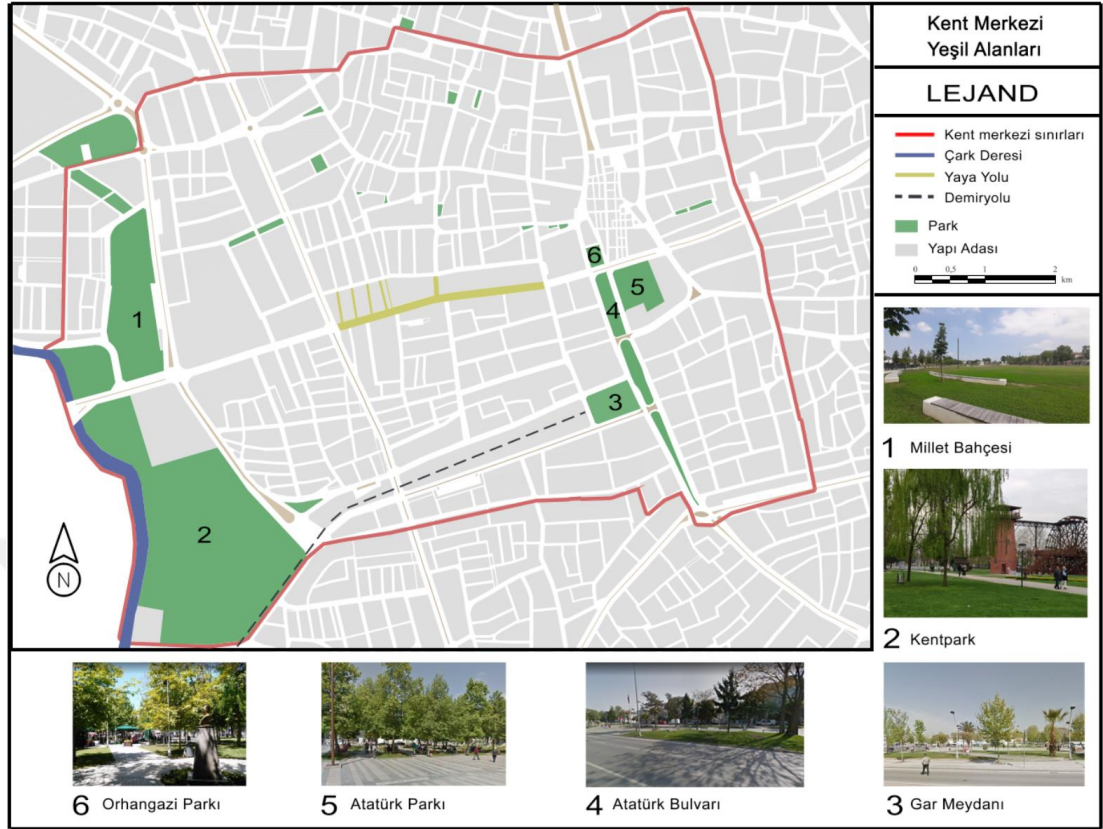 Kent Merkezi
Yeşil Alanları
LEJAND
Kent merkezi sınırları
Çark Deresi
Yaya Yolu
Demiryolu
Park
Yapı Adası
0 0,5 1 2
km
6
5
4
1
3
2
N
1 Millet Bahçesi
2 Kentpark
6 Orhangazi Parkı
5 Atatürk Parkı
4 Atatürk Bulvarı
3 Gar Meydanı